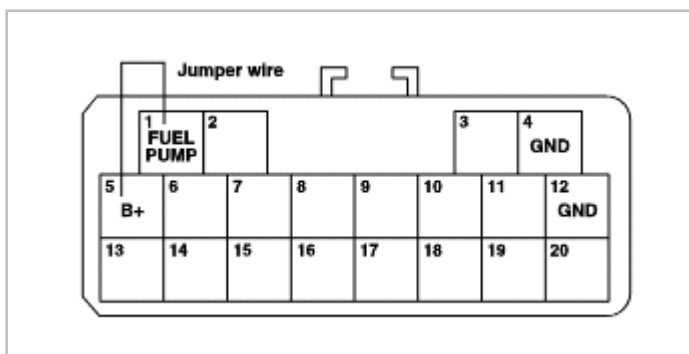 Jumper wire
1 2 3 4
FUEL GND
PUMP
5 6 7 8 9 10 11 12
B+ GND
13 14 15 16 17 18 19 20